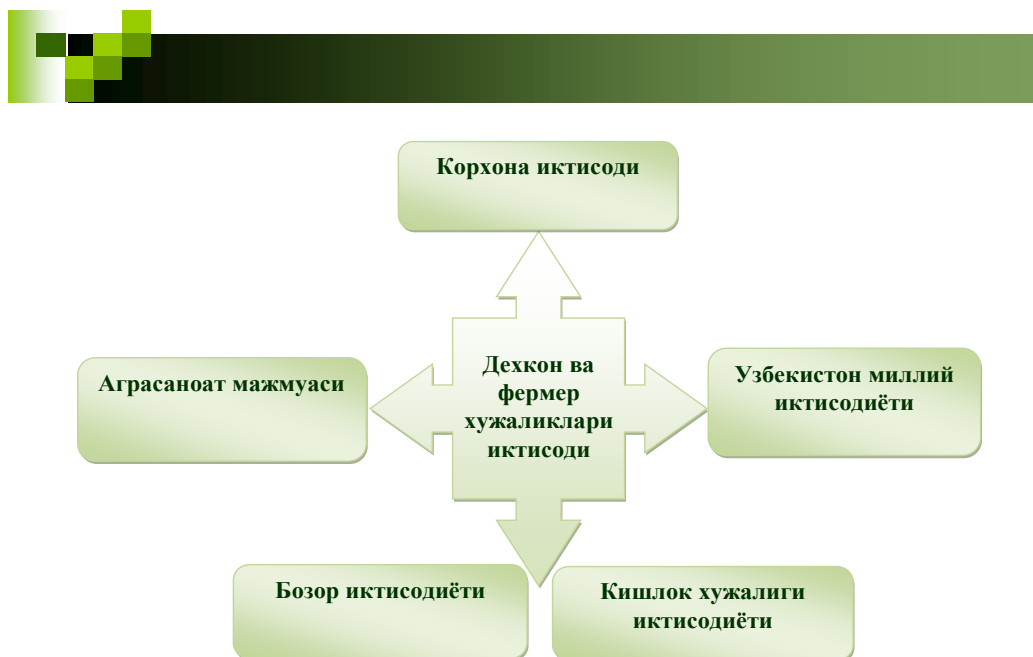 Корхона иктисоди
Аграсаноат мажмуаси
Дехкон ва
фермер
хужаликлари
иктисоди
Узбекистон миллий
иктисодиёти
Бозор иктисодиёти
Кишлок хужалиги
иктисодиёти